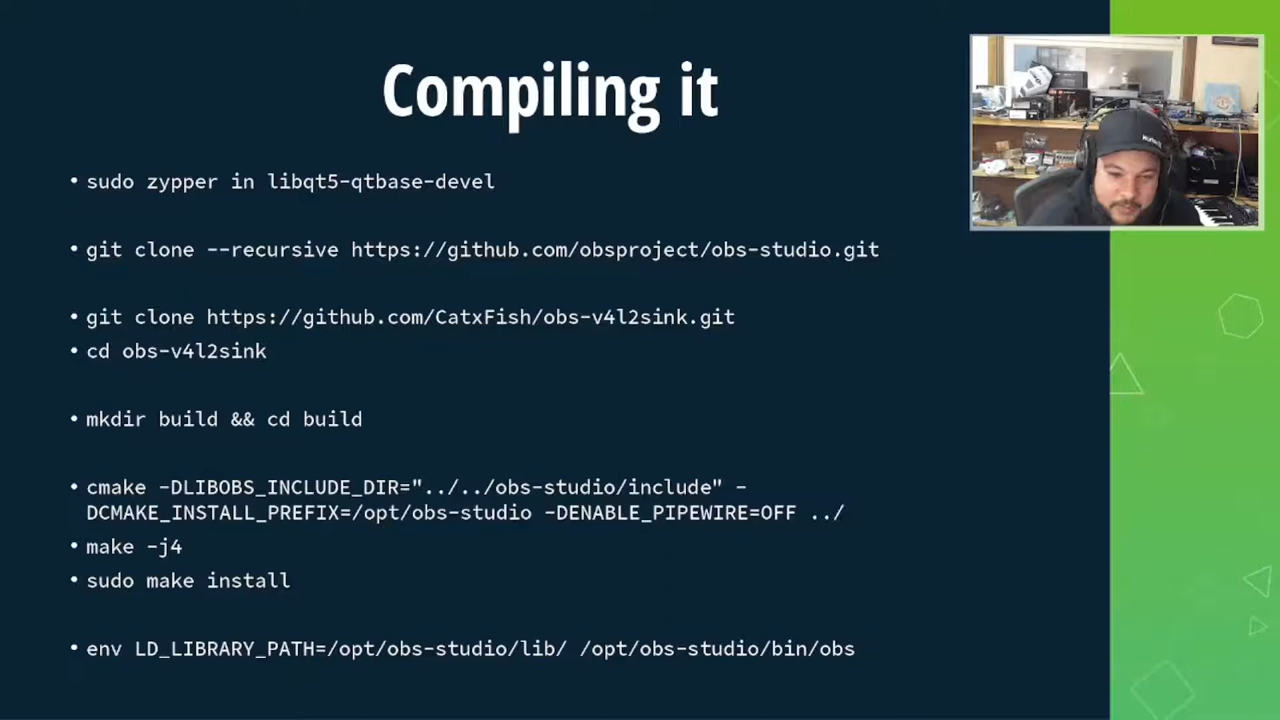 Compiling it
• sudo zypper in libqt5-qtbase-devel
• git clone --recursive https://github.com/obsproject/obs-studio.git
• git clone https://github.com/CatxFish/obs-v4l2sink.git
• cd obs-v4l2sink
• mkdir build && cd build
• cmake -DLIBOBS_INCLUDE_DIR="../../obs-studio/include" -
DCMAKE_INSTALL_PREFIX=/opt/obs-studio -DENABLE_PIPEWIRE=OFF ../
• make -j4
• sudo make install
• env LD_LIBRARY_PATH=/opt/obs-studio/lib/ /opt/obs-studio/bin/obs